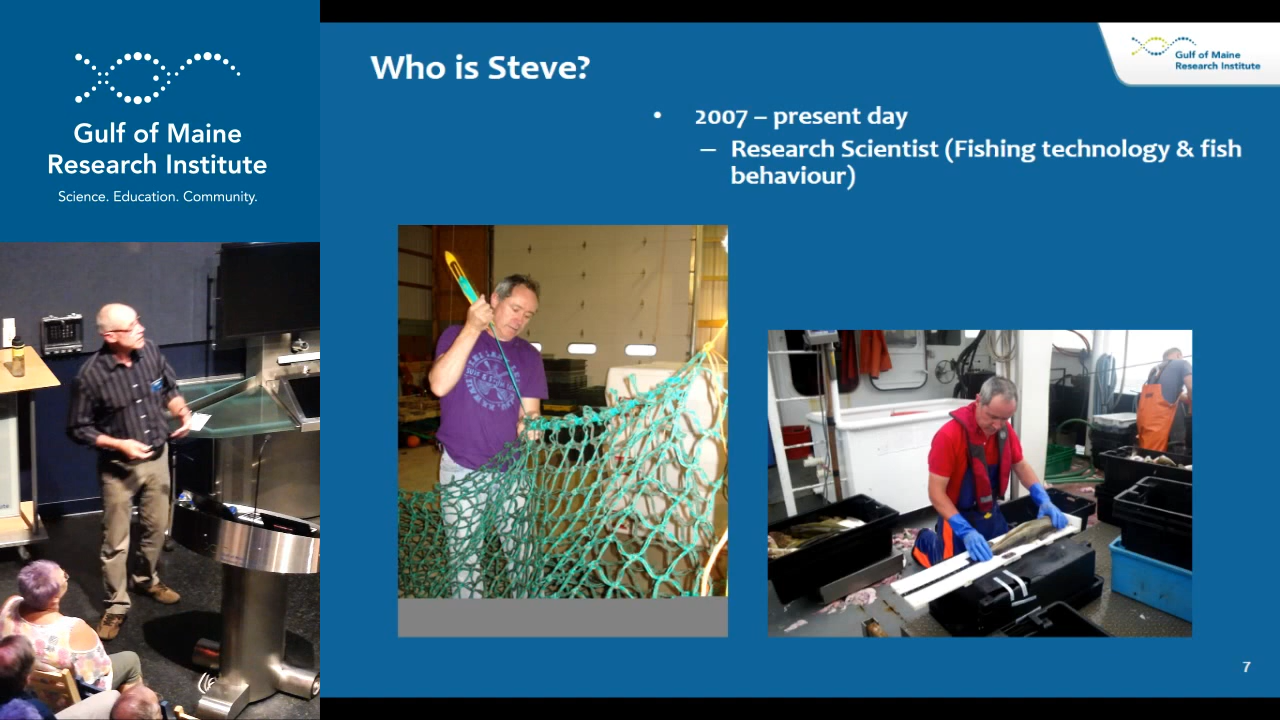 Gulf of Maine
Research Institute
Science. Education. Community.
Who is Steve?
Gulf of Maine
Research Institute
• 2007 – present day
– Research Scientist (Fishing technology & fish
behaviour)
7